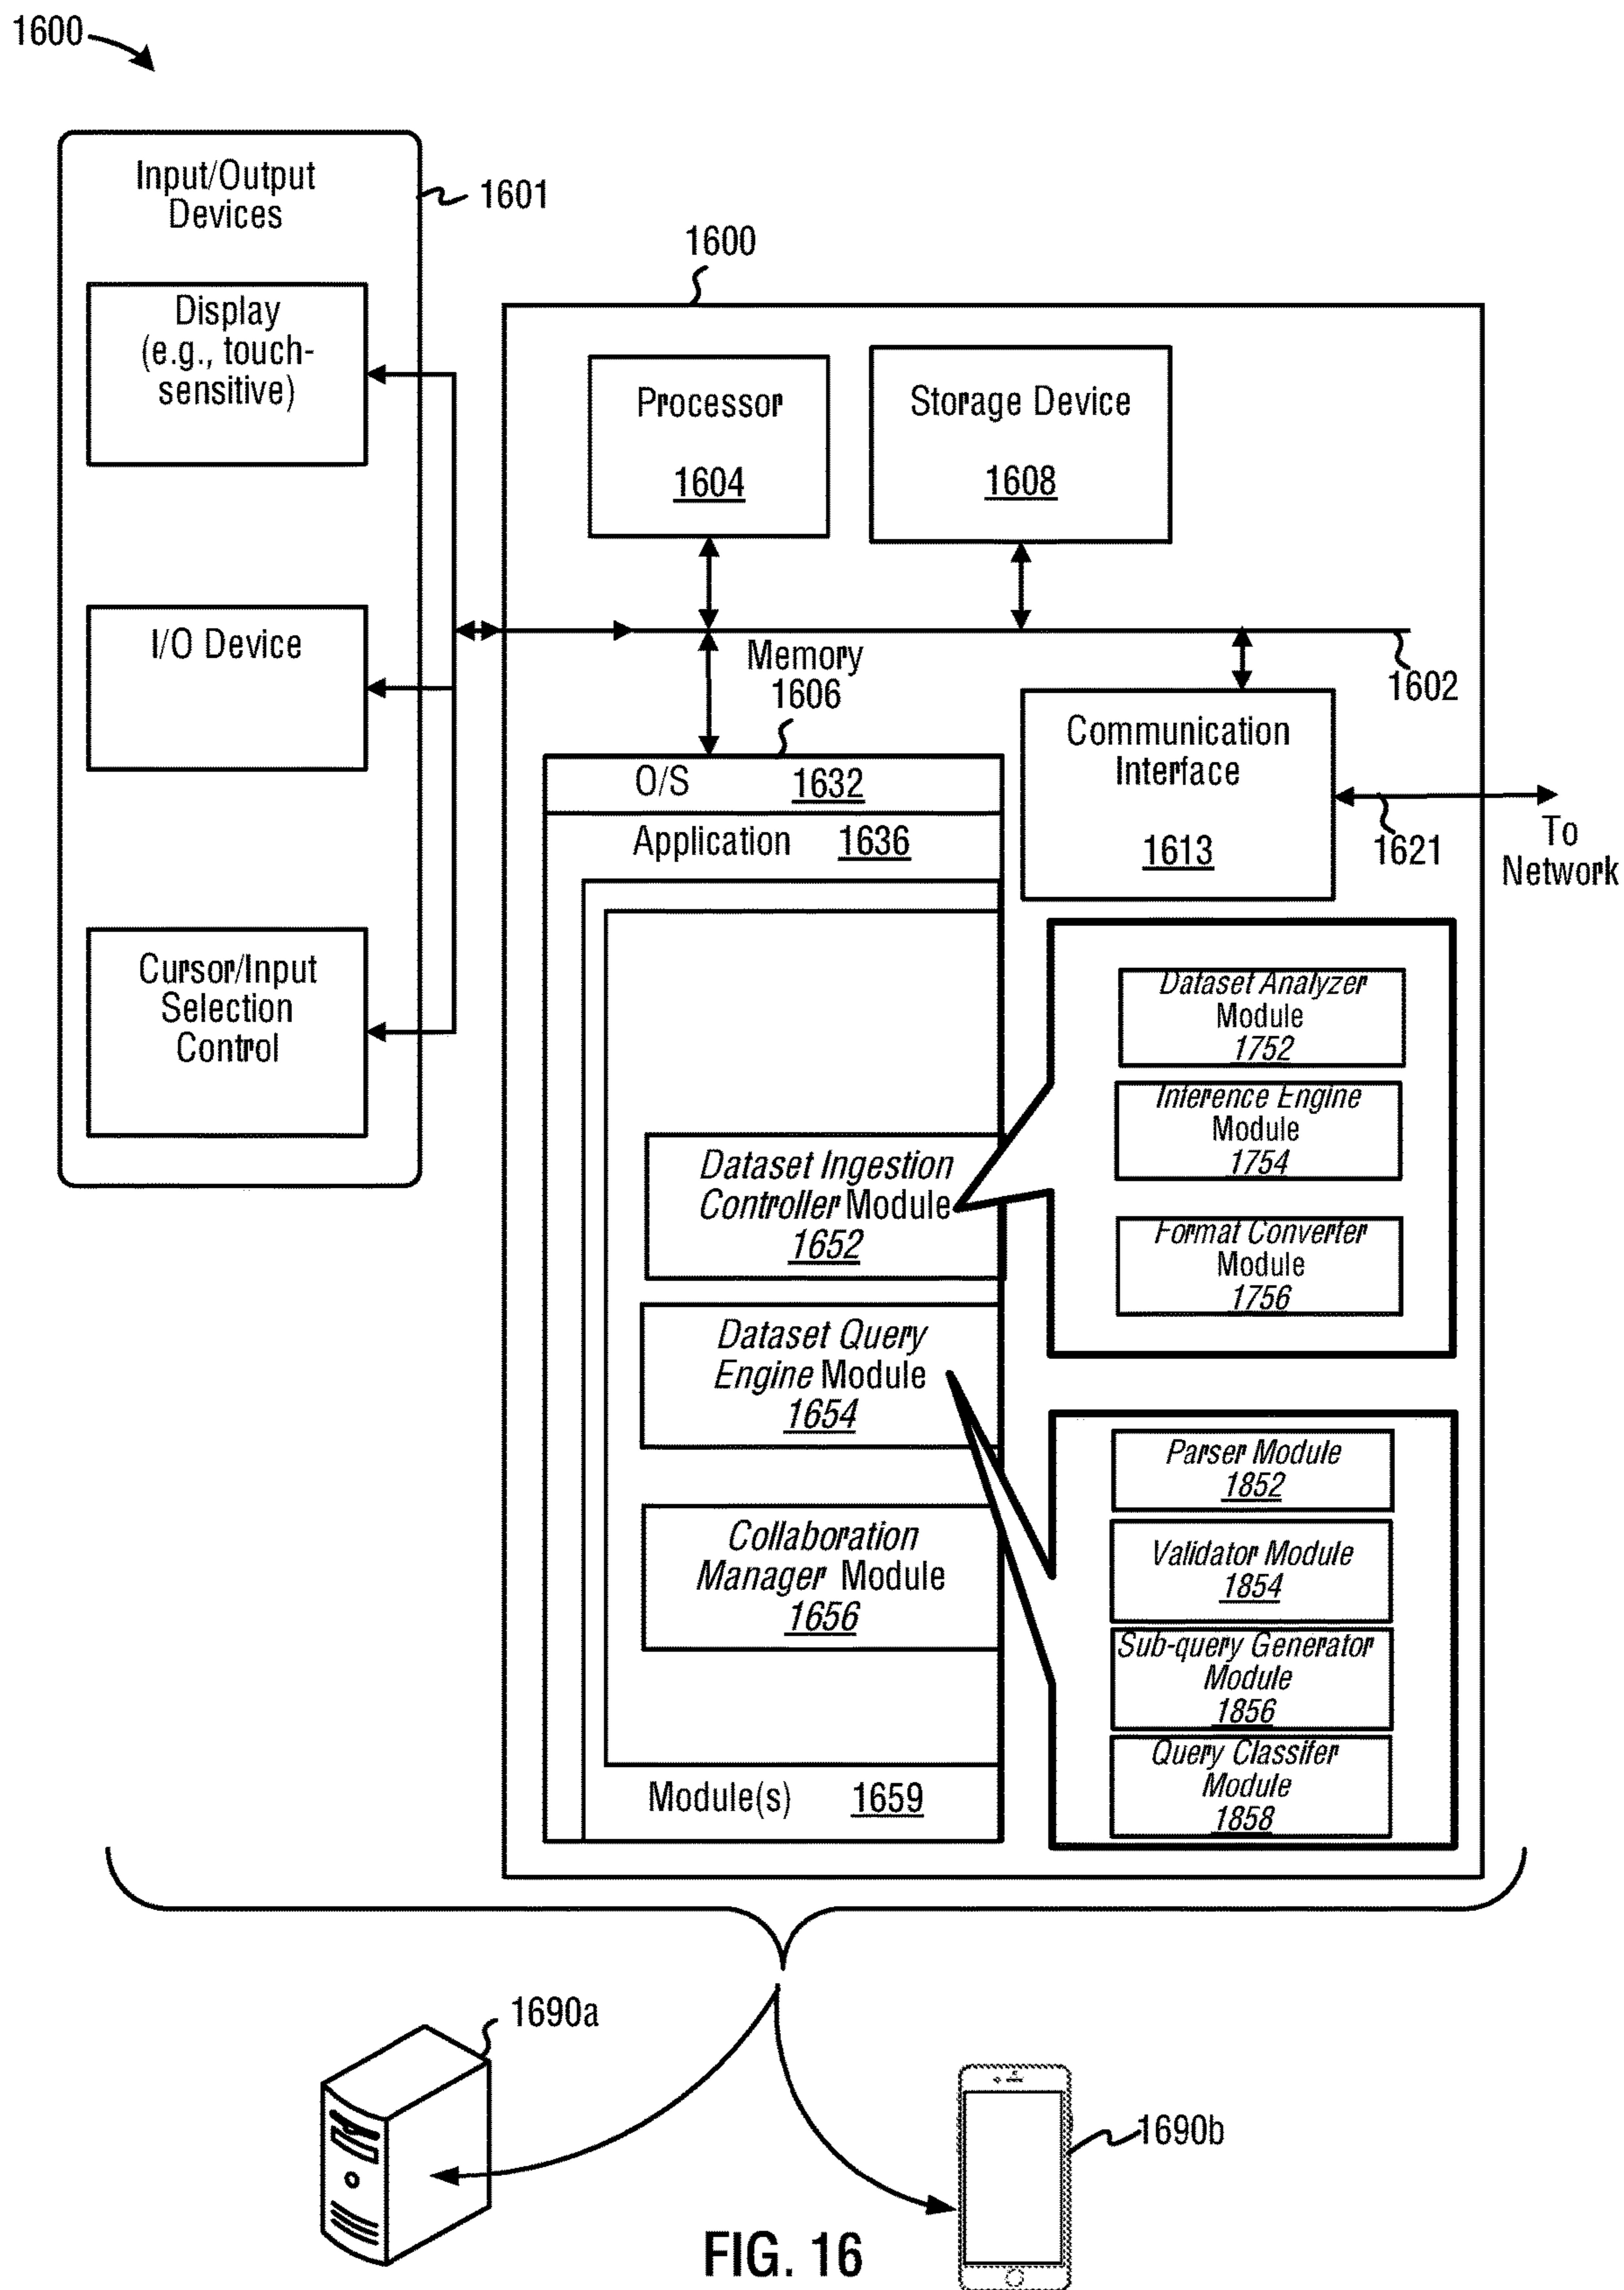 1600
Input/Output
Devices
1601
Display
(e.g., touch-
sensitive)
I/O Device
Cursor/Input
Selection
Control
1600
Processor
1604
Storage Device
1608
1602
Memory
1606
Communication
Interface
1613
1621
To
Network
O/S 1632
Application 1636
Dataset Ingestion
Controller Module
1652
Dataset Query
Engine Module
1654
Collaboration
Manager Module
1656
Module(s) 1659
Dataset Analyzer
Module
1752
Inference Engine
Module
1754
Format Converter
Module
1756
Parser Module
1852
Validator Module
1854
Sub-query Generator
Module
1856
Query Classifer
Module
1858
1690a
1690b
FIG. 16